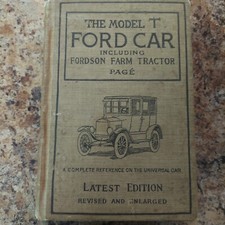 THE MODEL T
FORD CAR
INCLUDING
FORDSON FARM TRACTOR
PAGÉ
A COMPLETE REFERENCE ON THE UNIVERSAL CAR
LATEST EDITION
REVISED AND ENLARGED